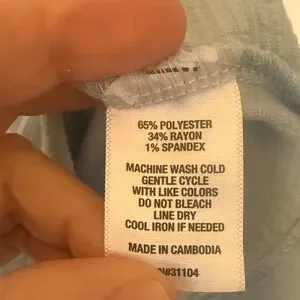 65% POLYESTER
34% RAYON
1% SPANDEX
MACHINE WASH COLD
GENTLE CYCLE
WITH LIKE COLORS
DO NOT BLEACH
LINE DRY
COOL IRON IF NEEDED
MADE IN CAMBODIA
#31104